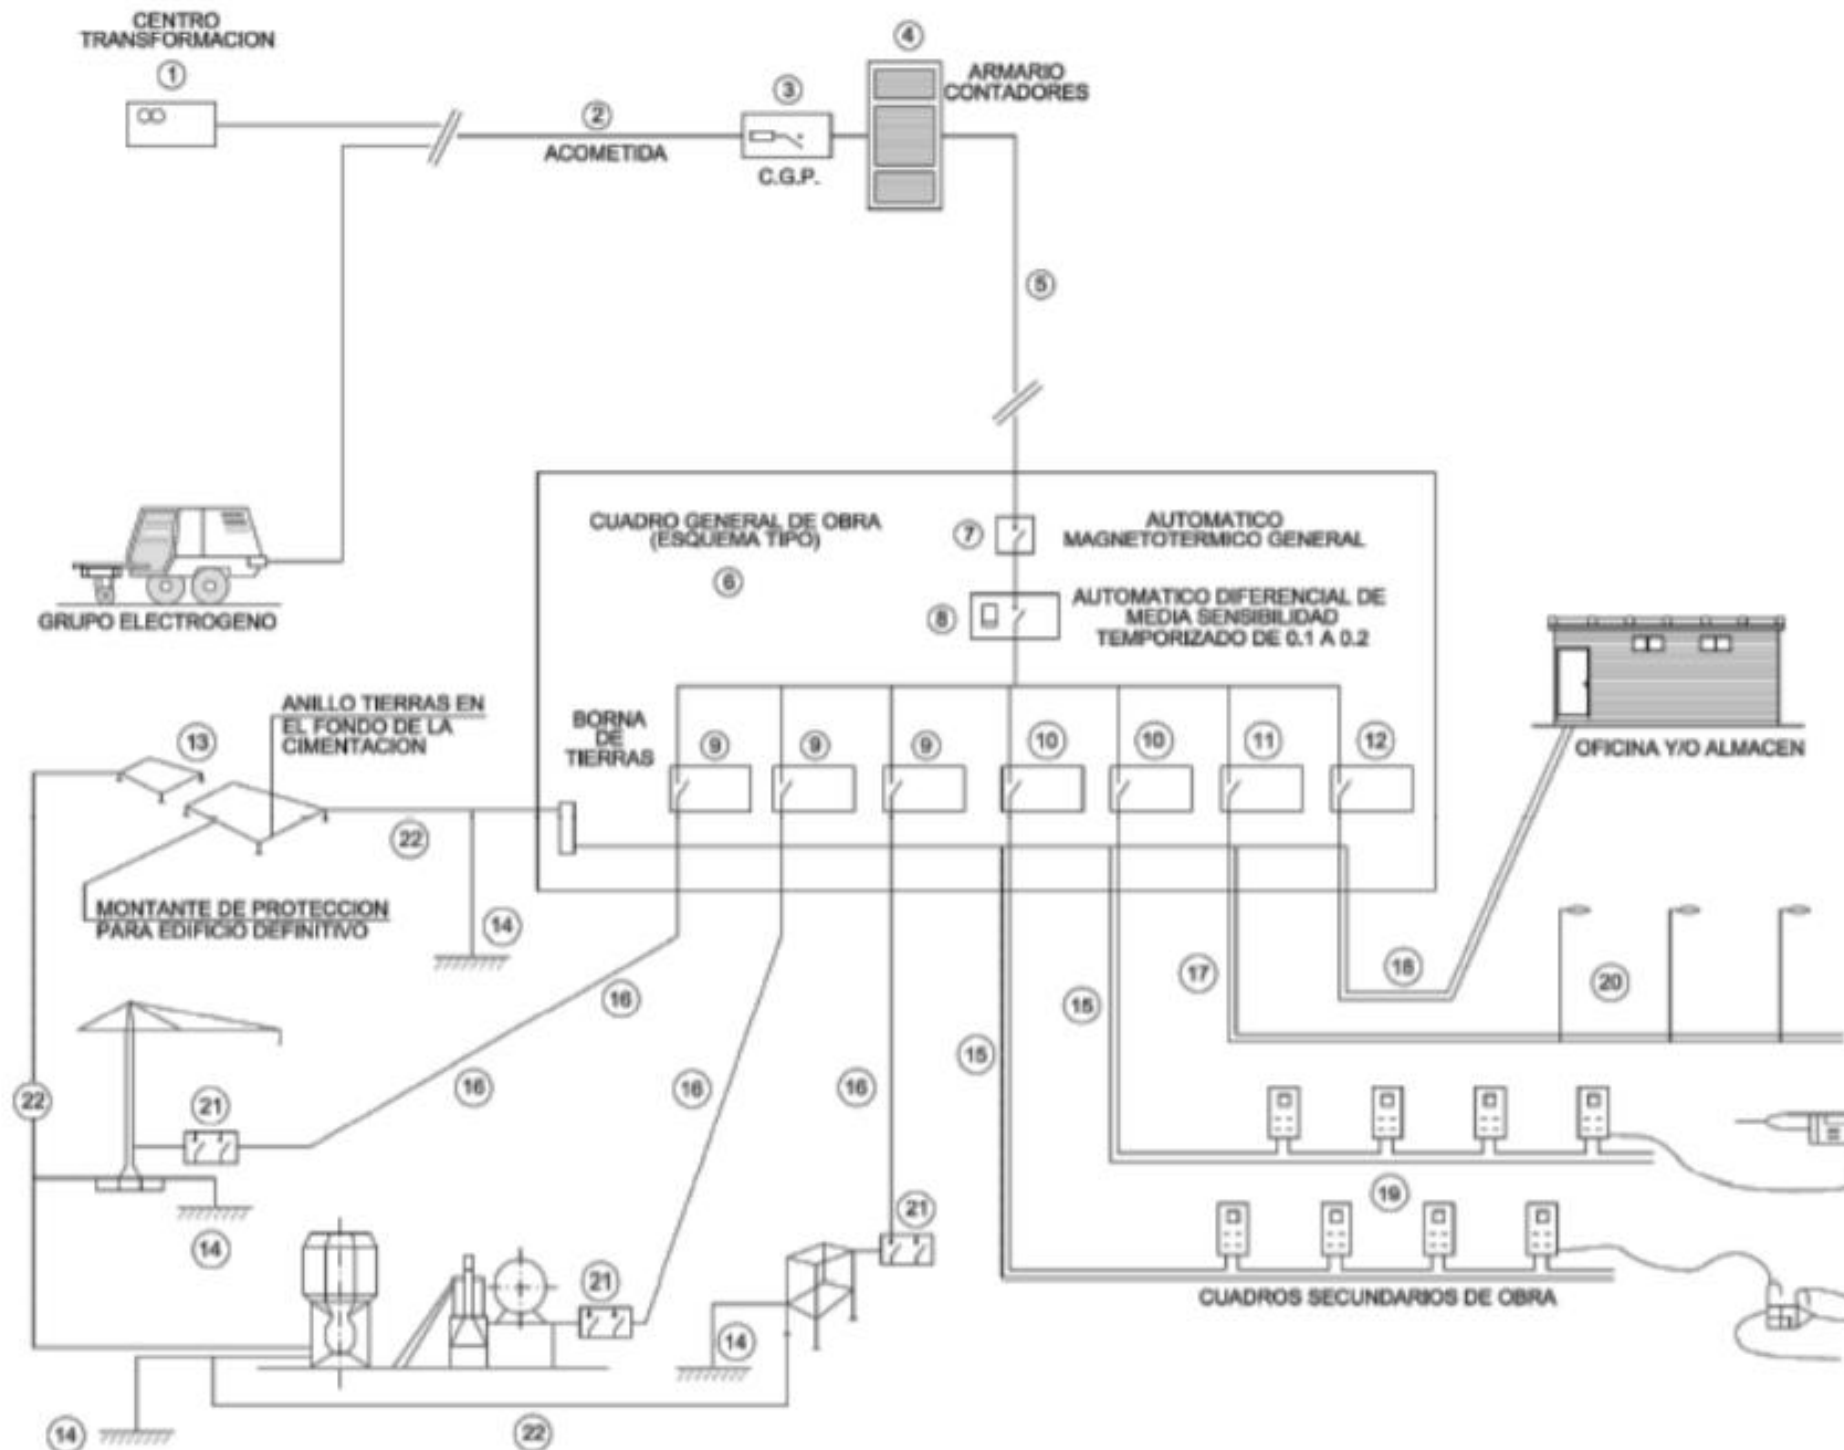 CENTRO
TRANSFORMACION
1
2
ACOMETIDA
3
C.G.P.
4
ARMARIO
CONTADORES
5
GRUPO ELECTROGENO
CUADRO GENERAL DE OBRA
(ESQUEMA TIPO)
6
7
AUTOMATICO
MAGNETOTERMICO GENERAL
8
AUTOMATICO DIFERENCIAL DE
MEDIA SENSIBILIDAD
TEMPORIZADO DE 0.1 A 0.2
OFICINA Y/O ALMACEN
13
ANILLO TIERRAS EN
EL FONDO DE LA
CIMENTACION
BORNA
DE
TIERRAS
9
9
9
10
10
11
12
22
MONTANTE DE PROTECCION
PARA EDIFICIO DEFINITIVO
14
16
15
17
18
20
15
22
21
16
16
16
14
19
21
21
14
CUADROS SECUNDARIOS DE OBRA
14
22